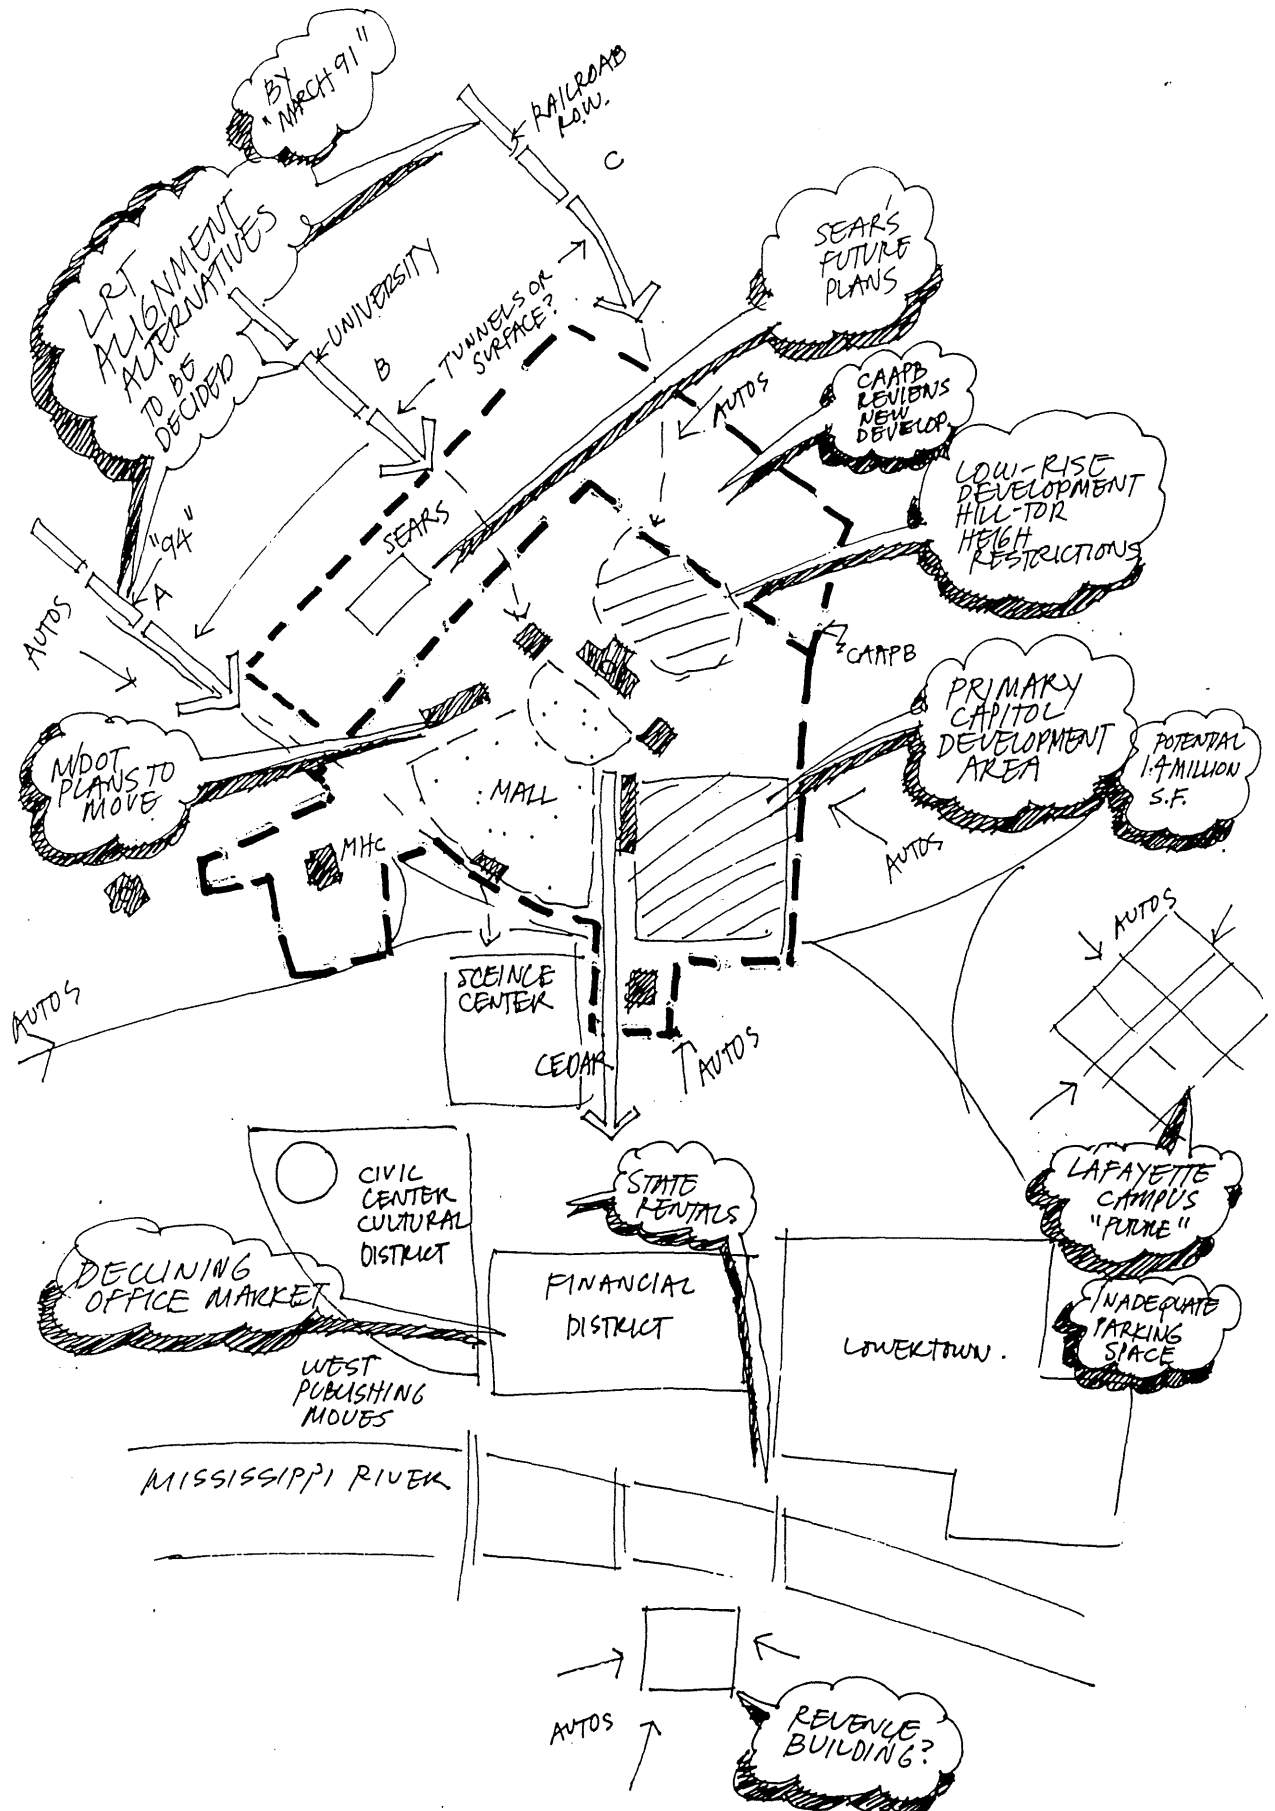 BY
"MARCH 91"
RAILROAD
R.O.W.
C
LRT
ALIGNMENT
ALTERNATIVES
TO BE
DECIDED
UNIVERSITY
B
TUNNELS OR
SURFACE?
SEAR'S
FUTURE
PLANS
AUTOS
CAAPB
REVIEWS
NEW
DEVELOP.
LOW-RISE
DEVELOPMENT
HILL-TOP
HEIGH
RESTRICTIONS
SEARS
"94"
A
AUTOS
CAAPB
PRIMARY
CAPITOL
DEVELOPMENT
AREA
POTENTIAL
1.4 MILLION
S.F.
M/DOT
PLANS TO
MOVE
MALL
MHC
AUTOS
AUTOS
SCEINCE
CENTER
CEDAR
AUTOS
AUTOS
LAFAYETTE
CAMPUS
"FUTURE"
CIVIC
CENTER
CULTURAL
DISTRICT
STATE
RENTALS
DECLINING
OFFICE MARKET
FINANCIAL
DISTRICT
LOWERTOWN.
INADEQUATE
PARKING
SPACE
WEST
PUBLISHING
MOVES
MISSISSIPPI RIVER
AUTOS
REVENUE
BUILDING?